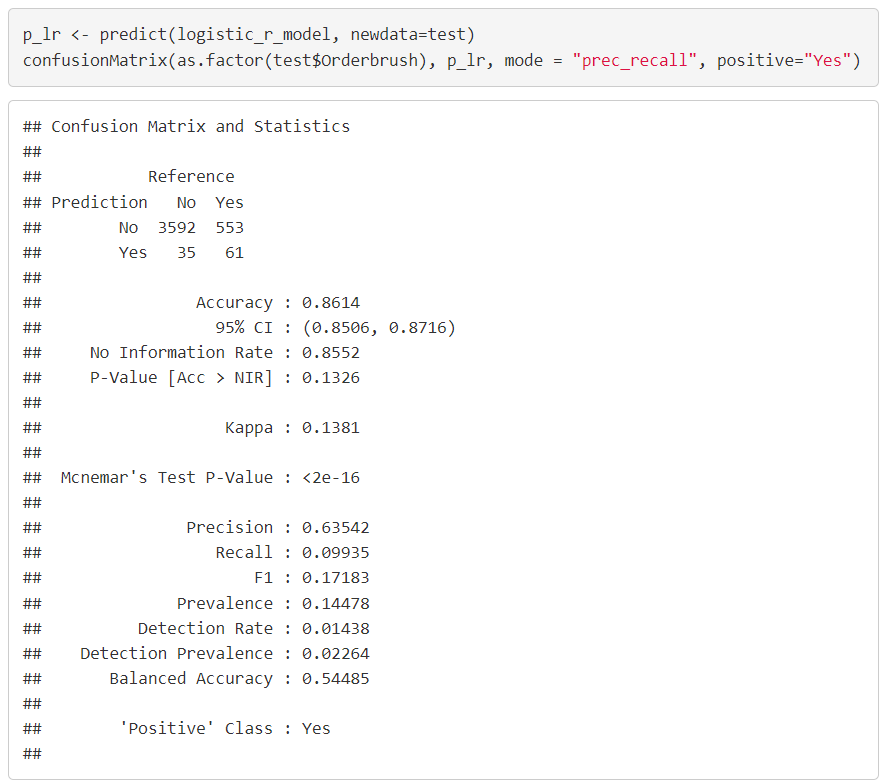 p_lr <- predict(logistic_r_model, newdata=test)
confusionMatrix(as.factor(test$Orderbrush), p_lr, mode = "prec_recall", positive="Yes")
## Confusion Matrix and Statistics
##
##           Reference
## Prediction   No  Yes
##        No  3592  553
##        Yes   35   61
##
##                Accuracy : 0.8614
##                  95% CI : (0.8506, 0.8716)
##     No Information Rate : 0.8552
##     P-Value [Acc > NIR] : 0.1326
##
##                   Kappa : 0.1381
##
##  Mcnemar's Test P-Value : <2e-16
##
##               Precision : 0.63542
##                  Recall : 0.09935
##                      F1 : 0.17183
##              Prevalence : 0.14478
##          Detection Rate : 0.01438
##    Detection Prevalence : 0.02264
##       Balanced Accuracy : 0.54485
##
##        'Positive' Class : Yes
##